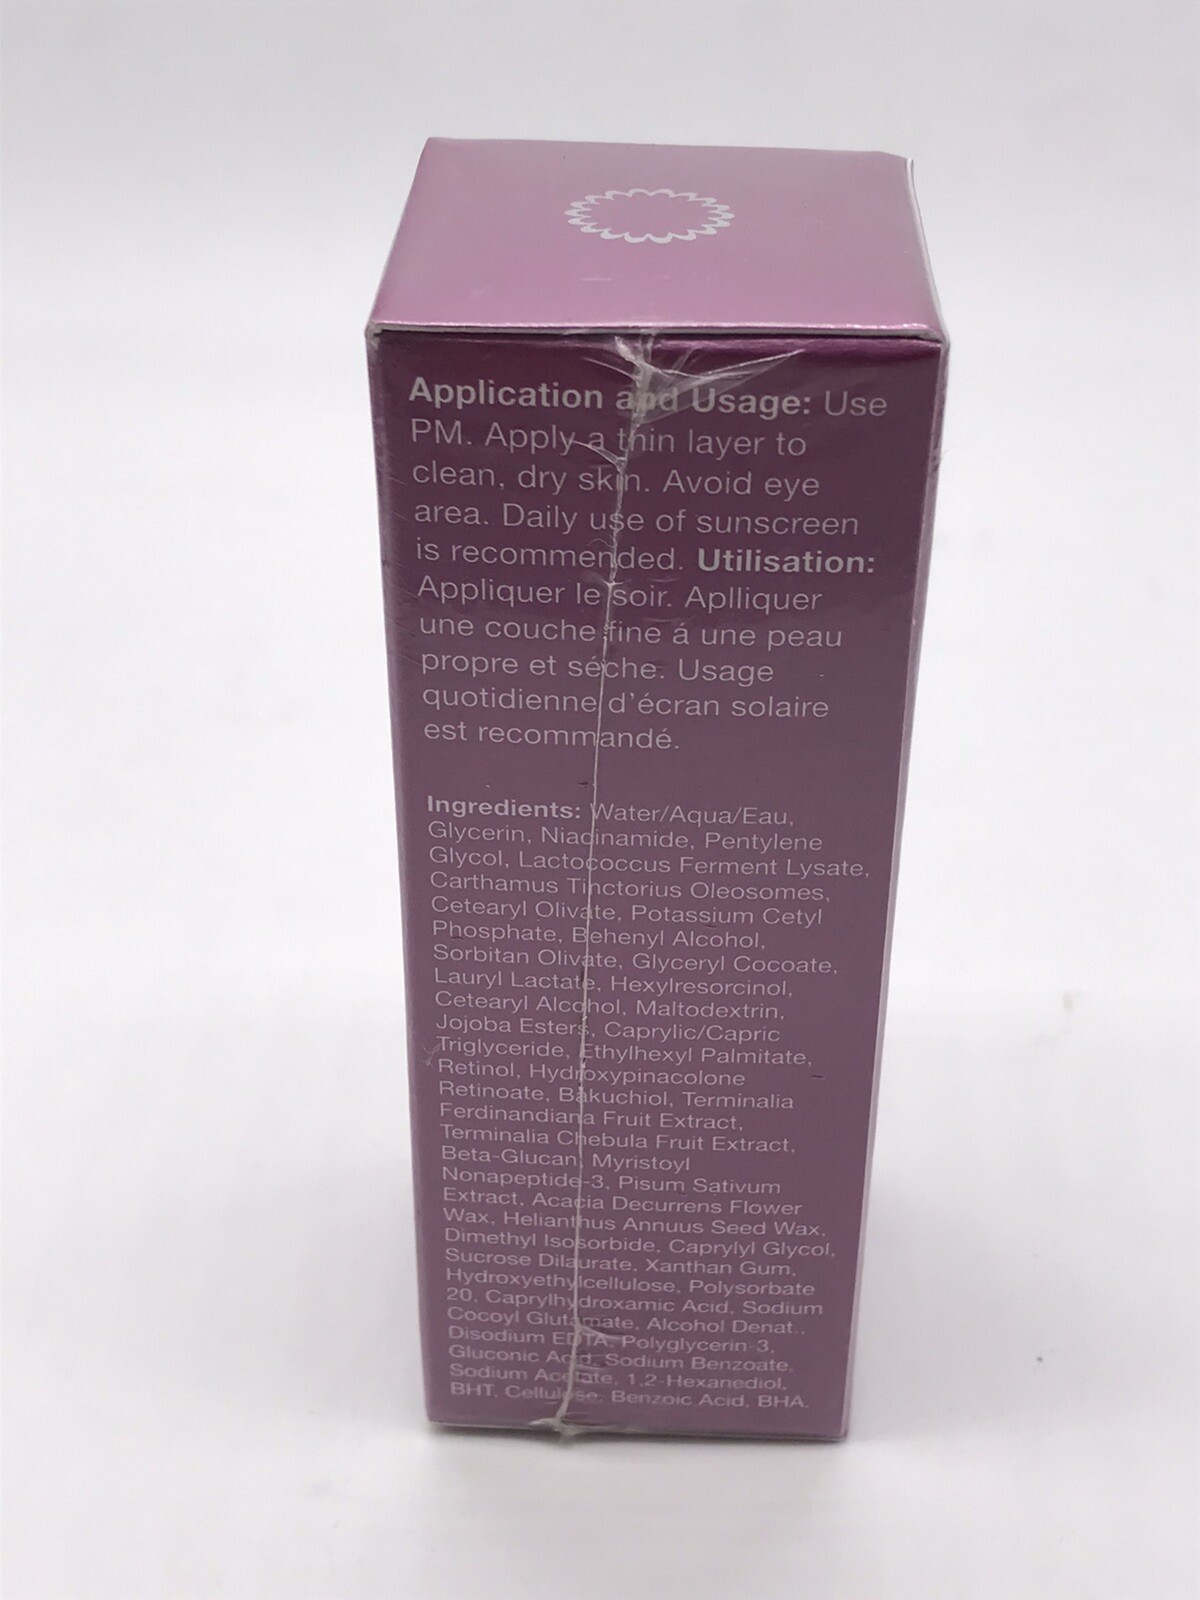 Application and Usage: Use
PM. Apply a thin layer to
clean, dry skin. Avoid eye
area. Daily use of sunscreen
is recommended. Utilisation:
Appliquer le soir. Aplliquer
une couche fine á une peau
propre et séche. Usage
quotidienne d'écran solaire
est recommandé.
Ingredients: Water/Aqua/Eau,
Glycerin, Niacinamide, Pentylene
Glycol, Lactococcus Ferment Lysate,
Carthamus Tinctorius Oleosomes,
Cetearyl Olivate, Potassium Cetyl
Phosphate, Behenyl Alcohol,
Sorbitan Olivate, Glyceryl Cocoate,
Lauryl Lactate, Hexylresorcinol,
Cetearyl Alcohol, Maltodextrin,
Jojoba Esters, Caprylic/Capric
Triglyceride, Ethylhexyl Palmitate,
Retinol, Hydroxypinacolone
Retinoate, Bakuchiol, Terminalia
Ferdinandiana Fruit Extract,
Terminalia Chebula Fruit Extract,
Beta-Glucan, Myristoyl
Nonapeptide-3, Pisum Sativum
Extract, Acacia Decurrens Flower
Wax, Helianthus Annuus Seed Wax,
Dimethyl Isosorbide, Caprylyl Glycol,
Sucrose Dilaurate, Xanthan Gum,
Hydroxyethylcellulose, Polysorbate
20, Caprylhydroxamic Acid, Sodium
Cocoyl Glutamate, Alcohol Denat.,
Disodium EDTA, Polyglycerin-3,
Gluconic Acid, Sodium Benzoate,
Sodium Acetate, 1,2-Hexanediol,
BHT, Cellulose, Benzoic Acid, BHA.